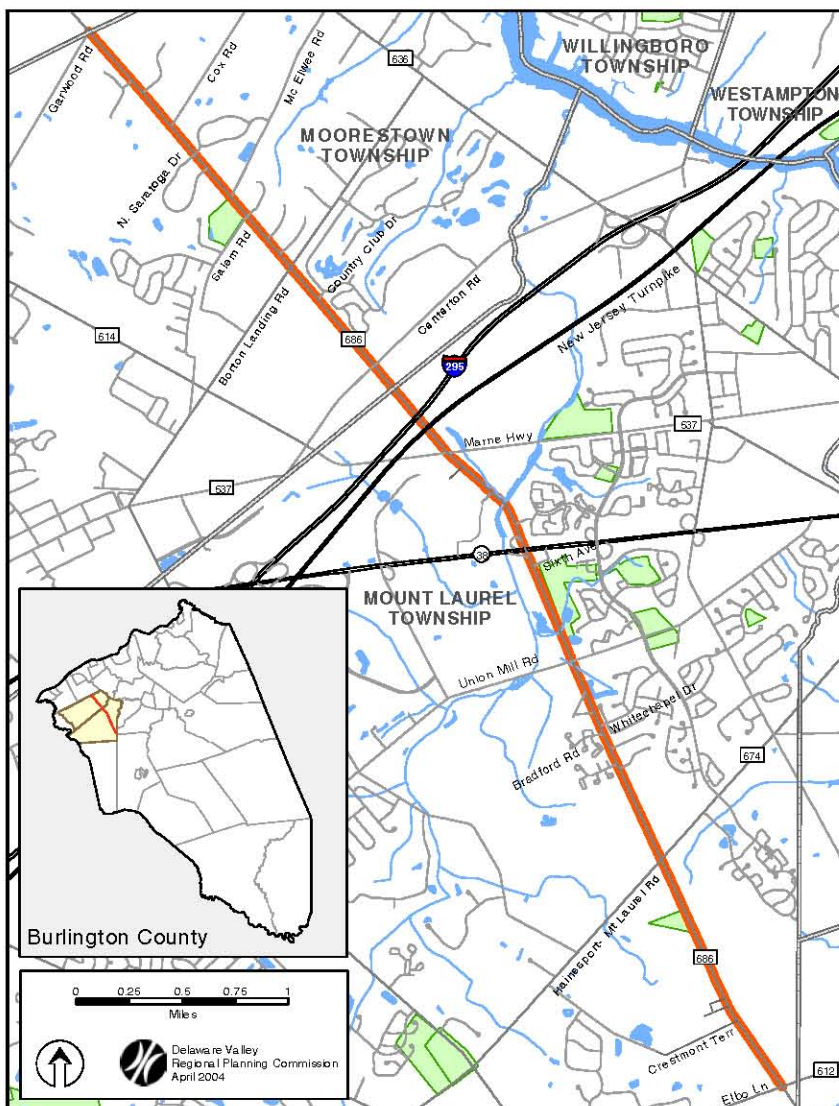 WILLINGBORO
TOWNSHIP
636
WESTAMPTON
TOWNSHIP
Garwood Rd
Cox Rd
Mc Elwee Rd
MOORESTOWN
TOWNSHIP
N. Saratoga Dr
Salem Rd
Country Club Dr
Borton Landing Rd
Centerton Rd
New Jersey Turnpike
614
686
295
Marne Hwy
537
537
38
Sixth Ave
MOUNT LAUREL
TOWNSHIP
Union Mill Rd
Whitechapel Dr
Bradford Rd
674
Hainesport- Mt Laurel Rd
686
Crestmont Terr
612
Elbo Ln
Burlington County
0 0.25 0.5 0.75 1
Miles
Delaware Valley
Regional Planning Commission
April 2004